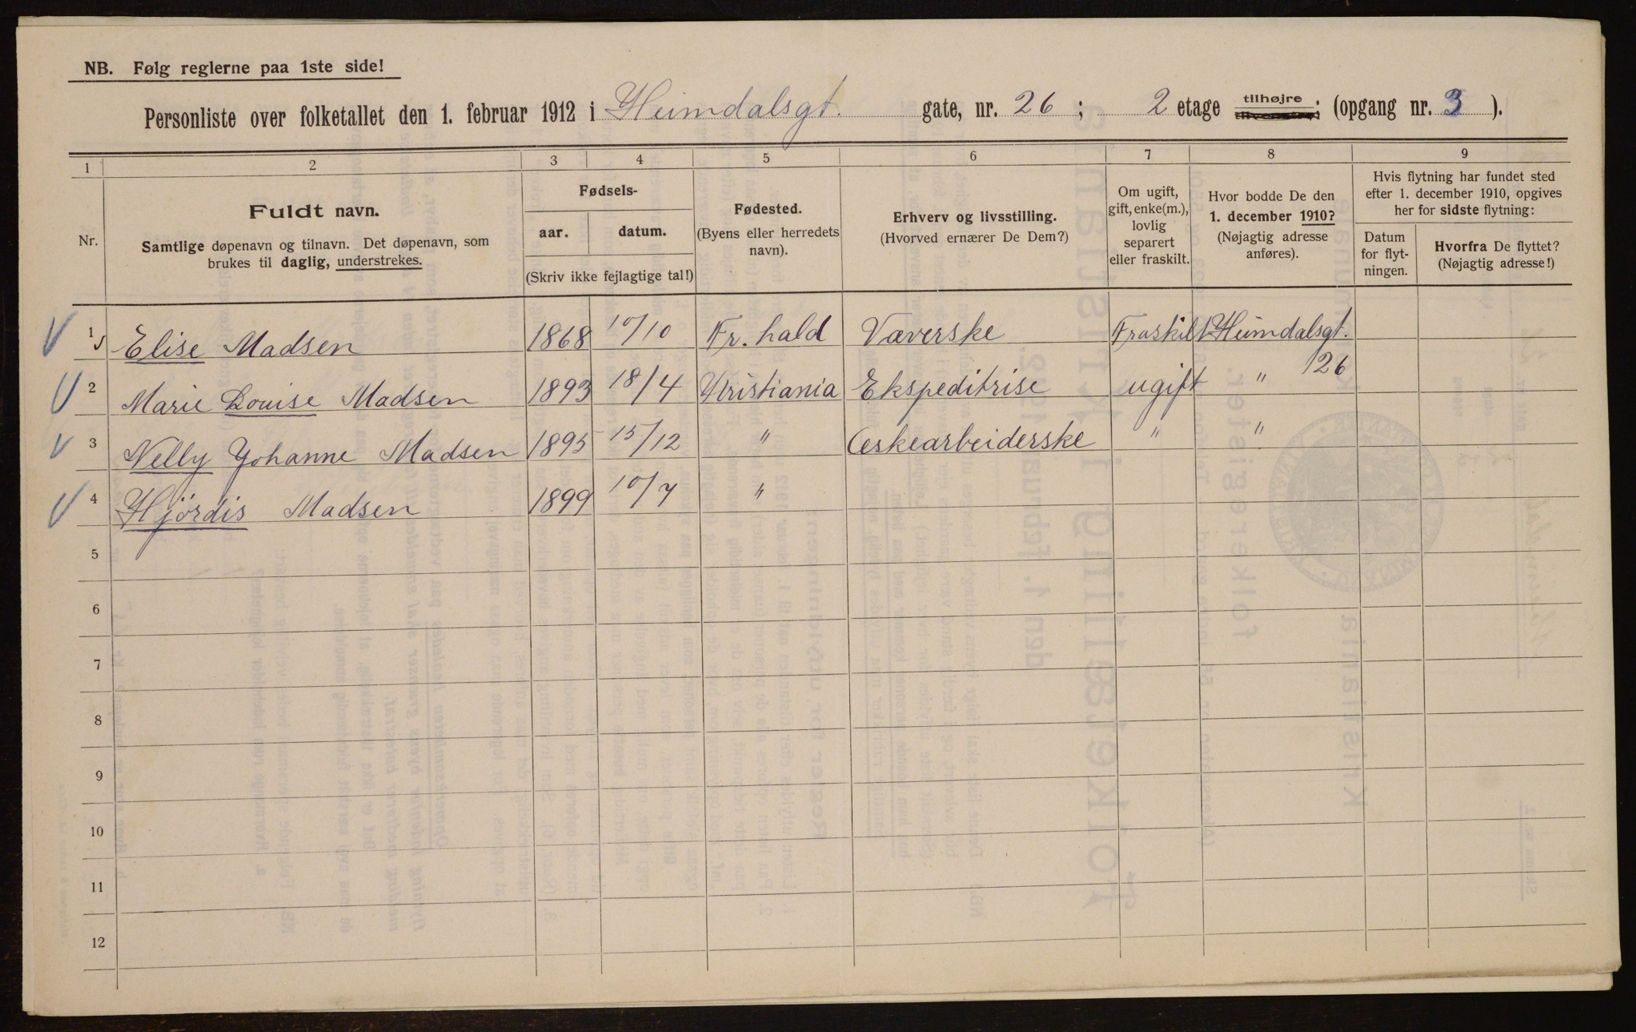 NB. Følg reglerne paa 1ste side!
Personliste over folketallet den 1. februar 1912 i Heimdalsgt. gate, nr. 26 ; 2 etage tilhøjre tilvenstre; (opgang nr. 3 ).
1 2 3 4 5 6 7 8 9
Nr.
Fuldt navn.
Samtlige døpenavn og tilnavn. Det døpenavn, som
brukes til daglig, understrekes.
Fødsels-
aar. datum.
(Skriv ikke fejlagtige tal!)
Fødested.
(Byens eller herredets
navn).
Erhverv og livsstilling.
(Hvorved ernærer De Dem?)
Om ugift,
gift, enke(m.),
lovlig
separert
eller fraskilt.
Hvor bodde De den
1. december 1910?
(Nøjagtig adresse
anføres).
Hvis flytning har fundet sted
efter 1. december 1910, opgives
her for sidste flytning:
Datum
for flyt-
ningen.
Hvorfra De flyttet?
(Nøjagtig adresse!)
1 Elise Madsen 1868 10/10 Fr. hald Væverske Fraskilt Heimdalsgt.
26
2 Marie Louise Madsen 1893 18/4 Kristiania Ekspeditrise ugift "
3 Nelly Johanne Madsen 1895 15/12 " Æskearbeiderske " "
4 Hjördis Madsen 1899 10/7 "
5
6
7
8
9
10
11
12